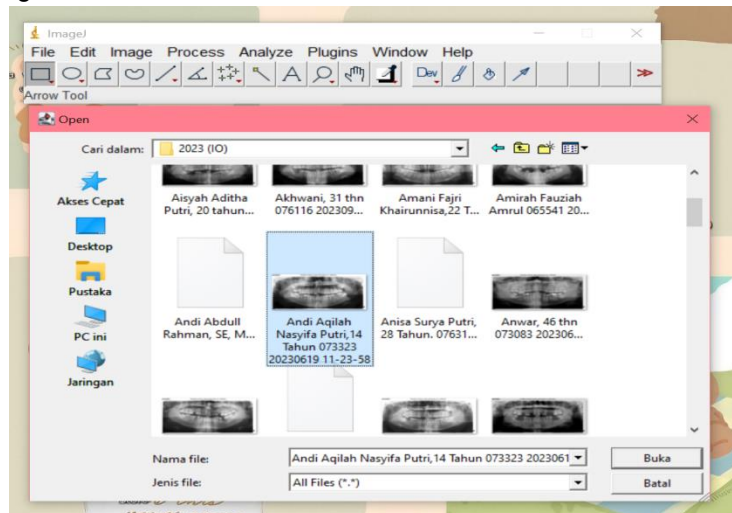 ImageJ
File Edit Image Process Analyze Plugins Window Help
Dev
Arrow Tool
Open
Cari dalam: 2023 (IO)
Akses Cepat
Desktop
Pustaka
PC ini
Jaringan
Aisyah Aditha
Putri, 20 tahun...
Akhwani, 31 thn
076116 202309...
Amani Fajri
Khairunnisa,22 T...
Amirah Fauziah
Amrul 065541 20...
Andi Abdull
Rahman, SE, M...
Andi Aqilah
Nasyifa Putri,14
Tahun 073323
20230619 11-23-58
Anisa Surya Putri,
28 Tahun. 07631...
Anwar, 46 thn
073083 202306...
Nama file: Andi Aqilah Nasyifa Putri,14 Tahun 073323 2023061
Buka
Jenis file: All Files (*.*)
Batal